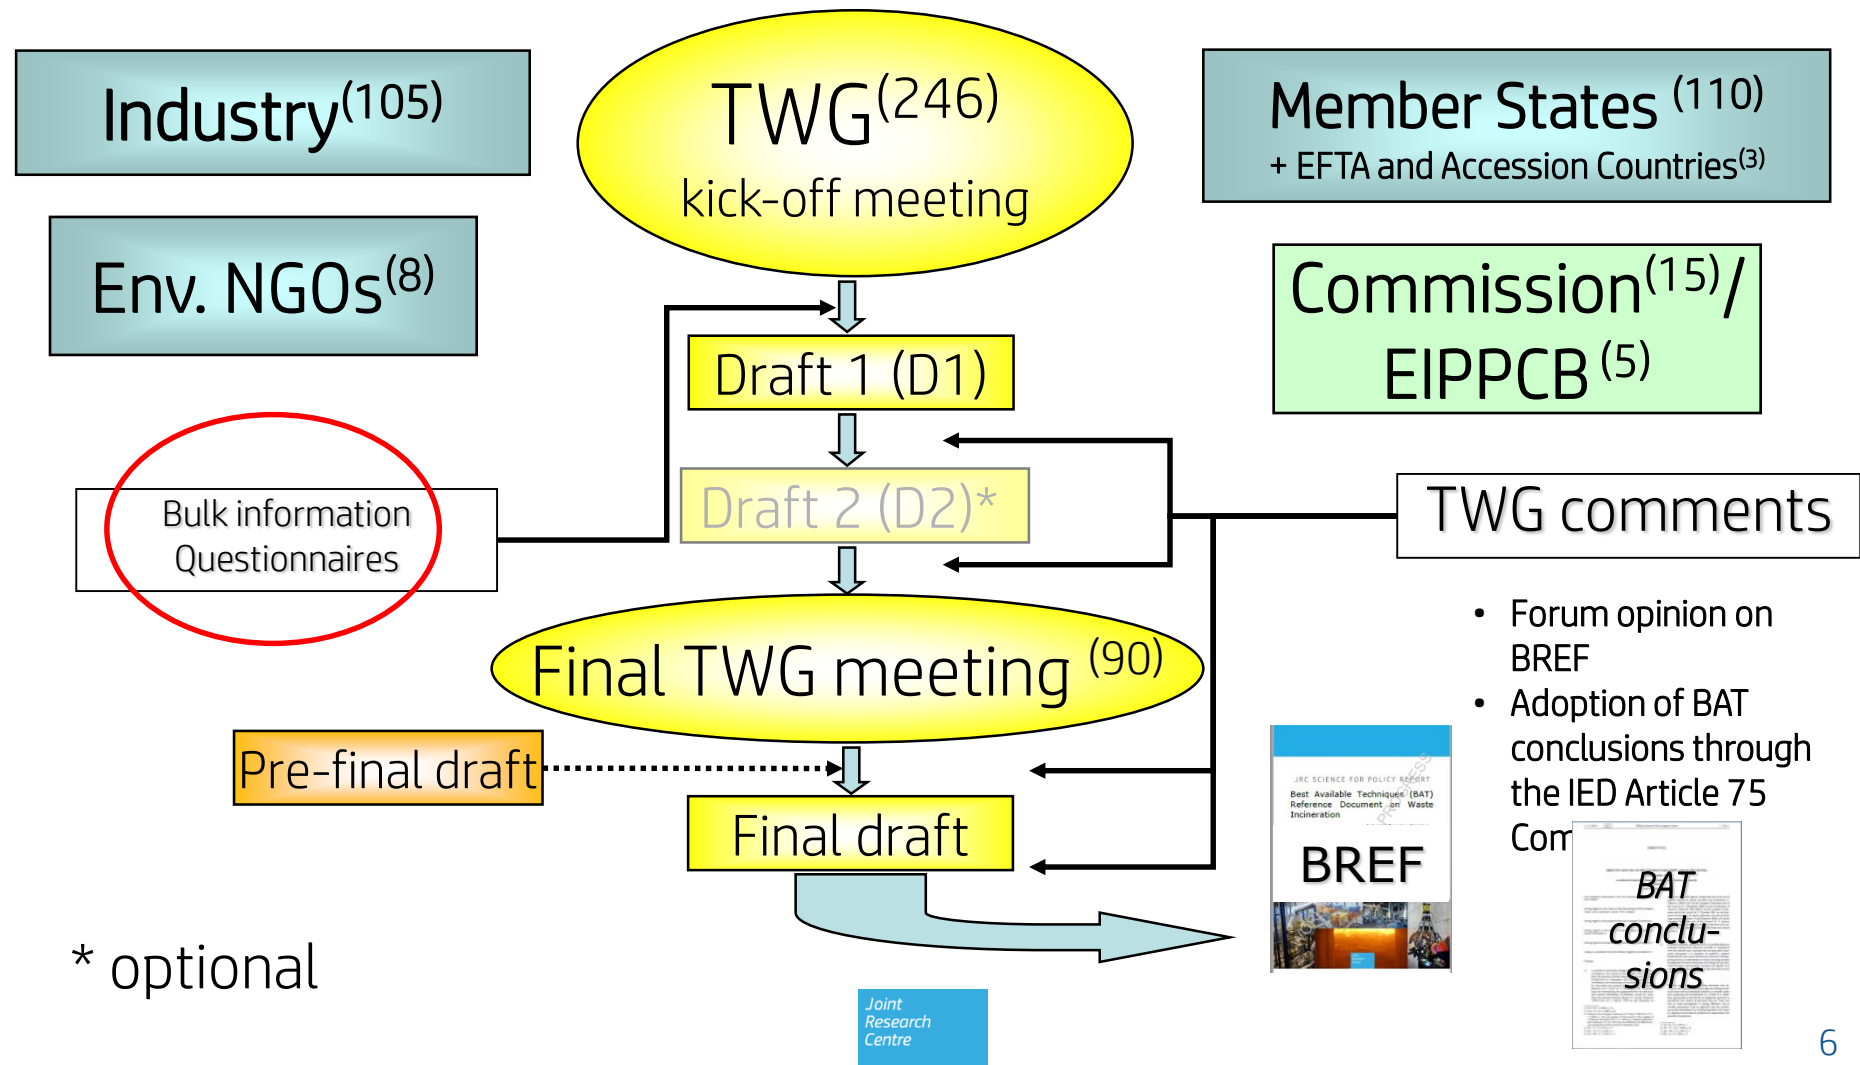 Industry(105)
TWG(246)
kick-off meeting
Member States (110)
+ EFTA and Accession Countries(3)
Env. NGOs(8)
Commission(15)/
EIPPCB (5)
Draft 1 (D1)
Bulk information
Questionnaires
Draft 2 (D2)*
TWG comments
Final TWG meeting (90)
• Forum opinion on
BREF
• Adoption of BAT
conclusions through
the IED Article 75
Com
Pre-final draft
Final draft
JRC SCIENCE FOR POLICY REPORT
Best Available Techniques (BAT)
Reference Document on Waste
Incineration
BREF
BAT
conclu-
sions
* optional
Joint
Research
Centre
6